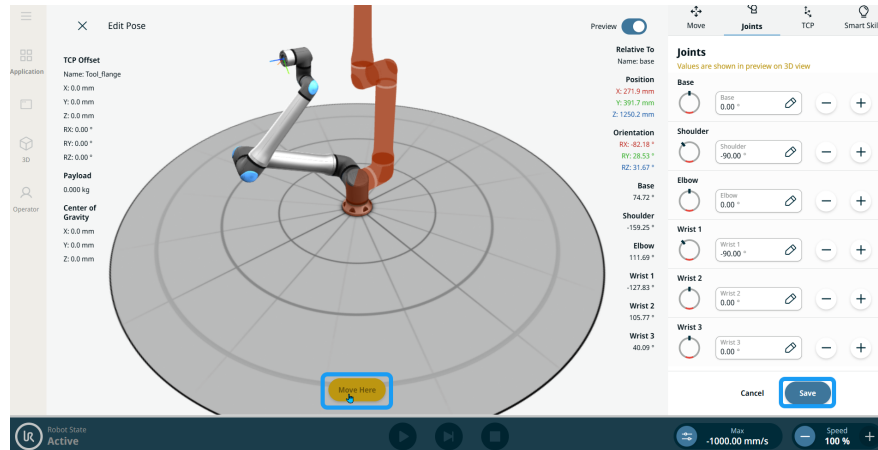 Edit Pose
Preview
Move
Joints
TCP
Smart Skil
Application
3D
Operator
TCP Offset
Name: Tool_flange
X: 0.0 mm
Y: 0.0 mm
Z: 0.0 mm
RX: 0.00 °
RY: 0.00 °
RZ: 0.00 °
Payload
0.000 kg
Center of
Gravity
X: 0.0 mm
Y: 0.0 mm
Z: 0.0 mm
Relative To
Name: base
Position
X: 271.9 mm
Y: 391.7 mm
Z: 1250.2 mm
Orientation
RX: -82.18 °
RY: 28.53 °
RZ: 31.67 °
Base
74.72 °
Shoulder
-159.25 °
Elbow
111.69 °
Wrist 1
-127.83 °
Wrist 2
105.77 °
Wrist 3
40.09 °
Move Here
Joints
Values are shown in preview on 3D view
Base
Base
0.00 °
Shoulder
Shoulder
-90.00 °
Elbow
Elbow
0.00 °
Wrist 1
Wrist 1
-90.00 °
Wrist 2
Wrist 2
0.00 °
Wrist 3
Wrist 3
0.00 °
Cancel
Save
Robot State
Active
Max
-1000.00 mm/s
Speed
100 %